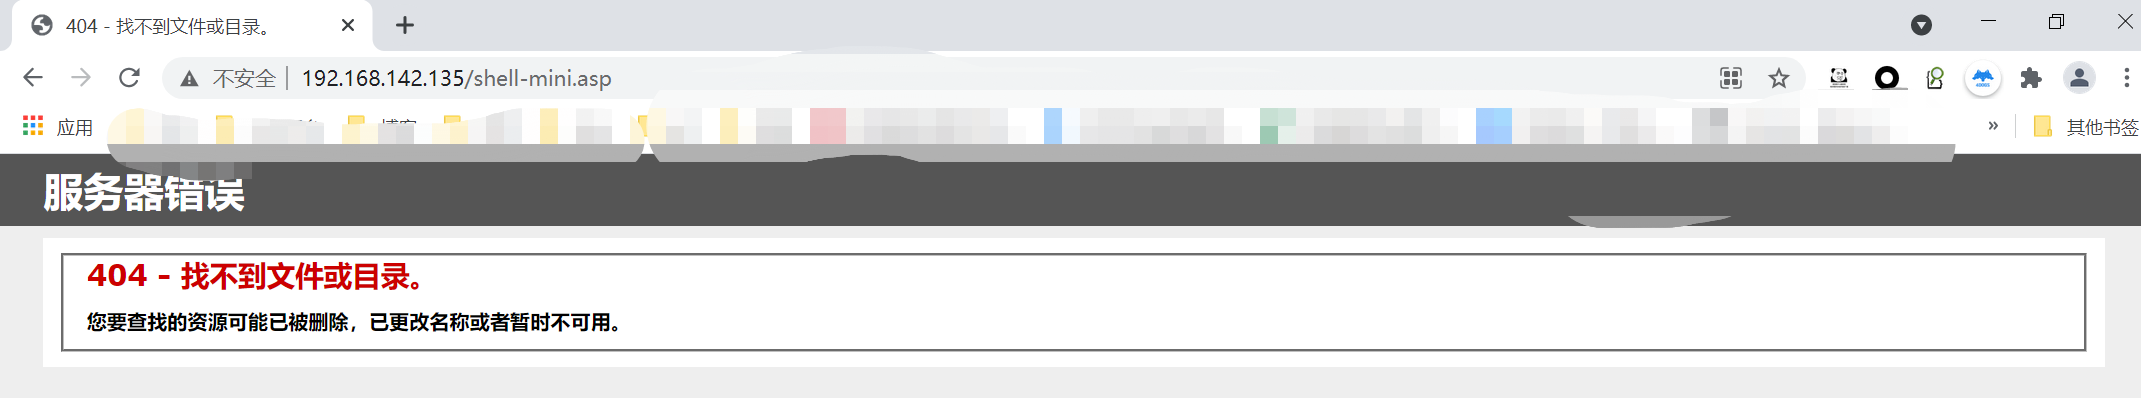 404 - 找不到文件或目录。
不安全 | 192.168.142.135/shell-mini.asp
应用
» 其他书签
服务器错误
404 - 找不到文件或目录。
您要查找的资源可能已被删除，已更改名称或者暂时不可用。